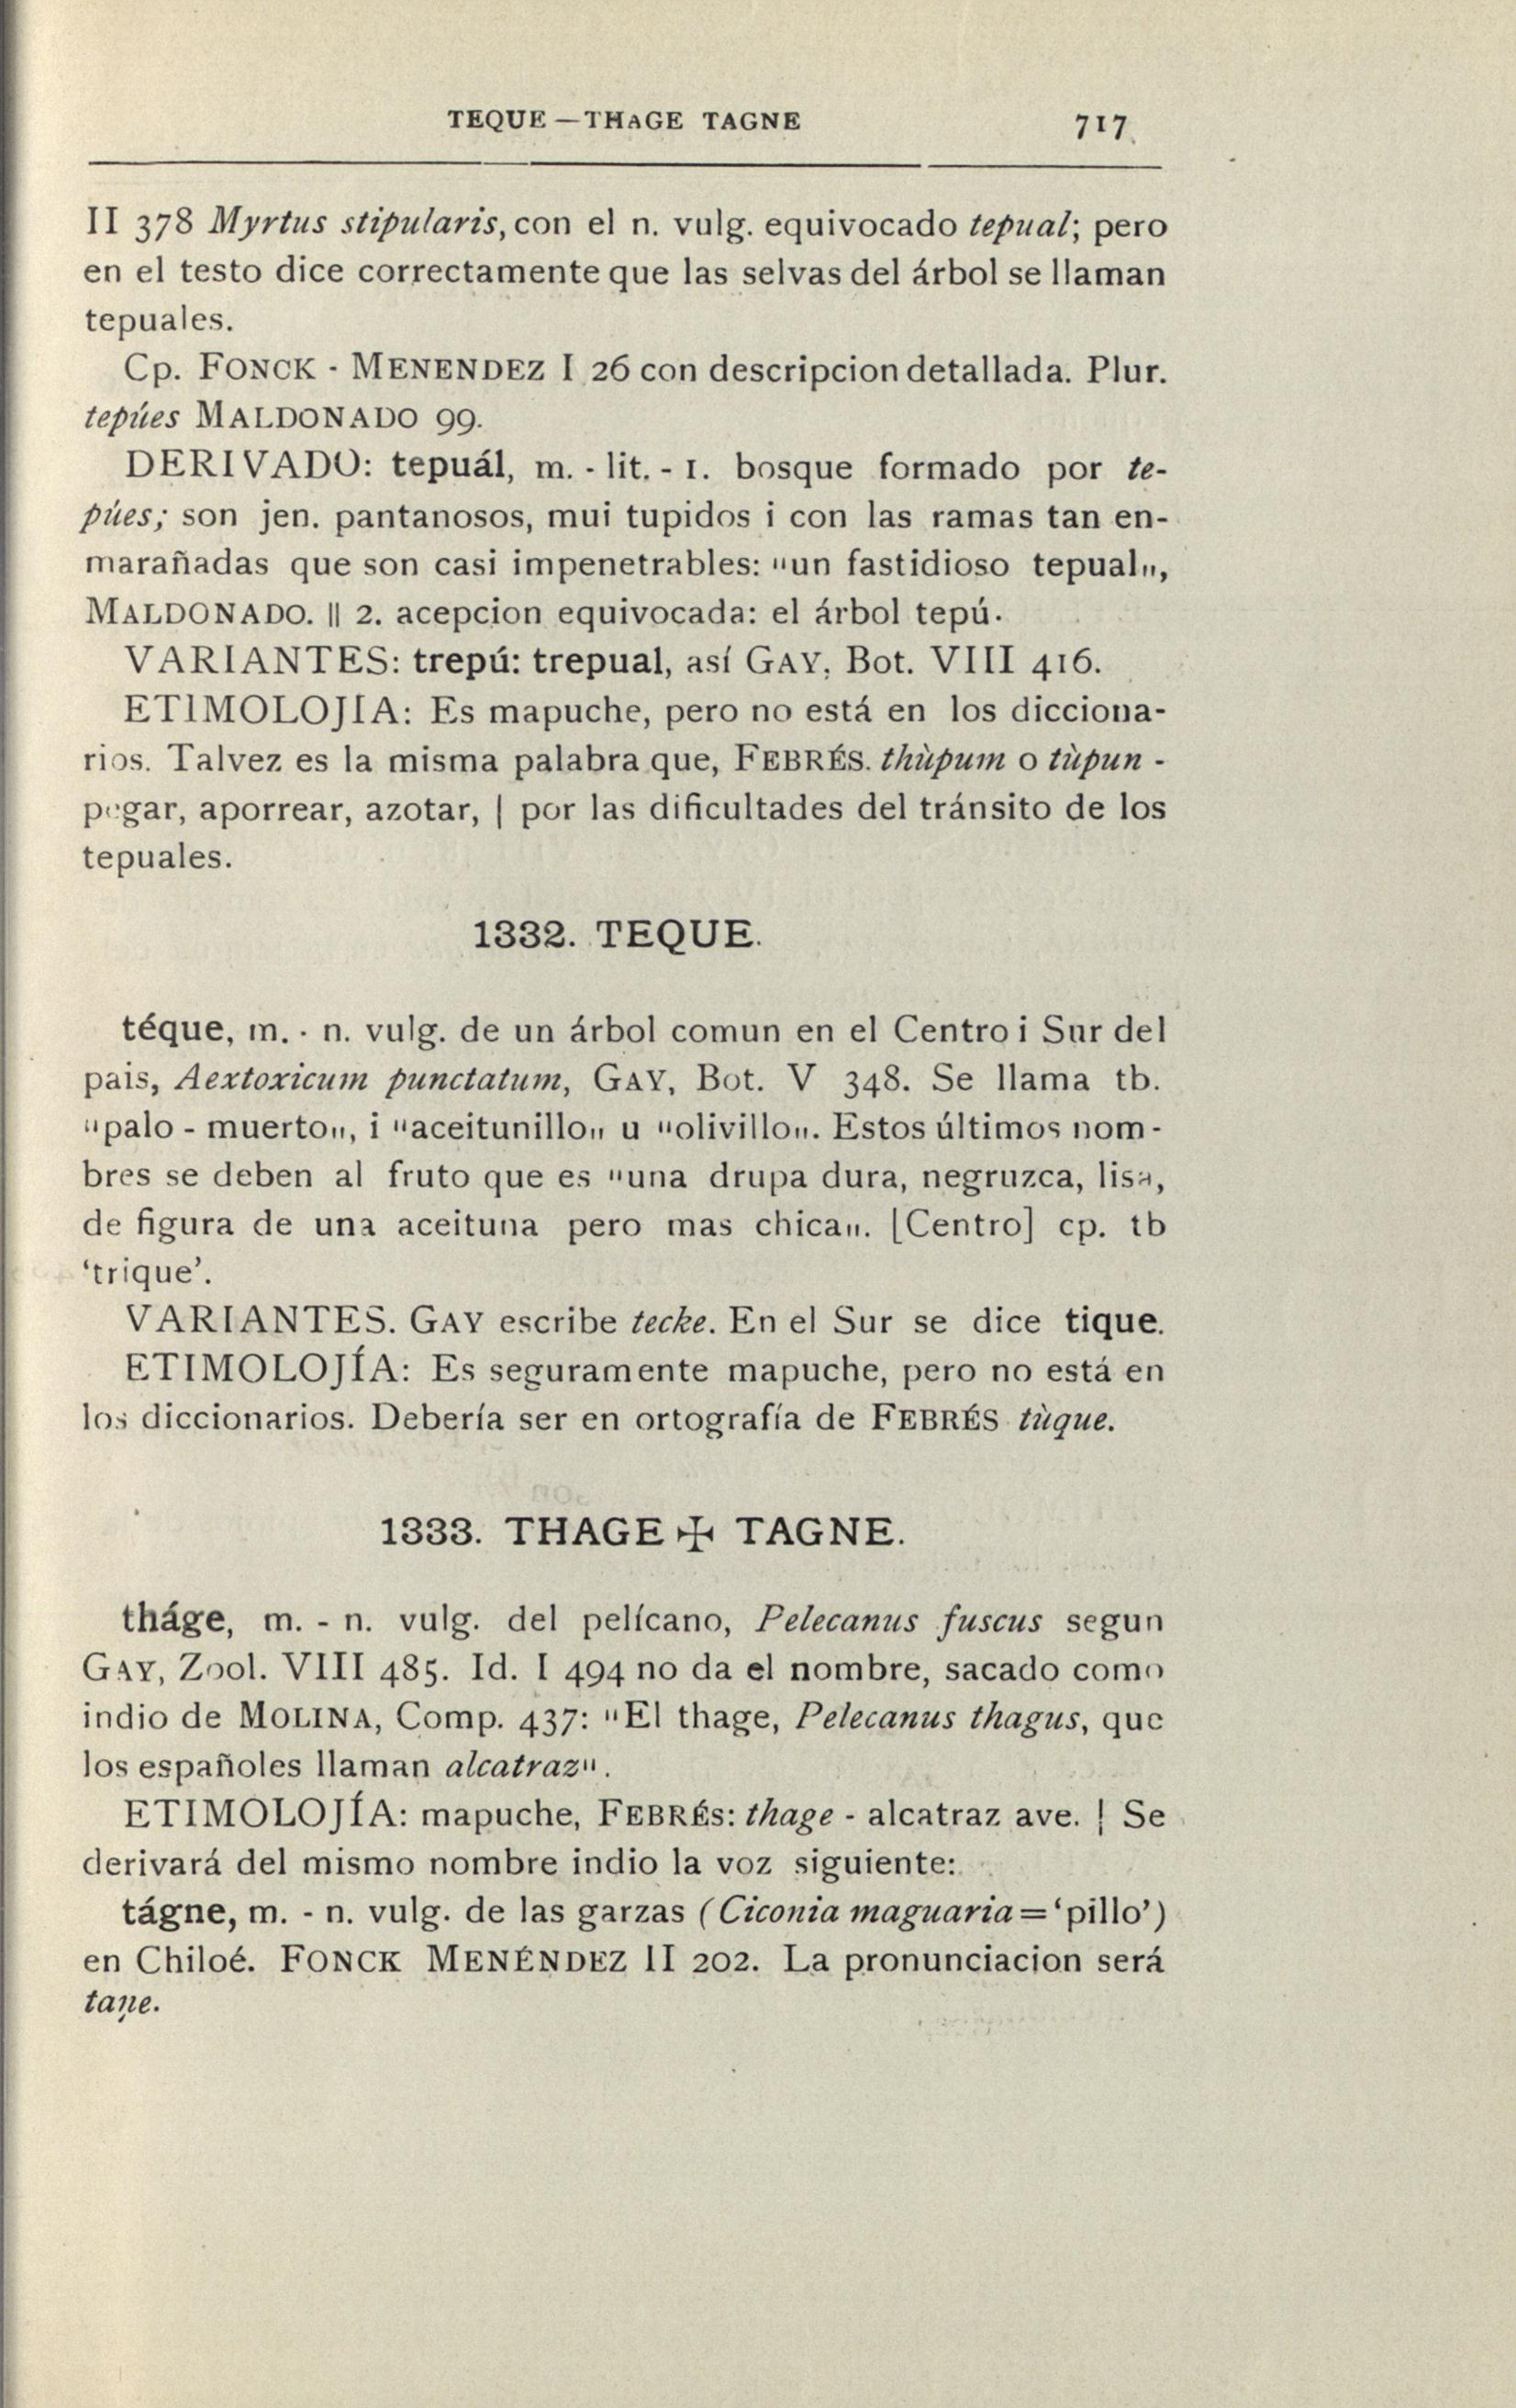 TEQUE — THAGE TAGNE 717
II 378 Myrtus stipularis, con el n. vulg. equivocado tepual; pero
en el testo dice correctamente que las selvas del árbol se llaman
tepuales.
Cp. FONCK - MENENDEZ I 26 con descripcion detallada. Plur.
tepúes MALDONADO 99.
DERIVADO: tepuál, m. - lit. - 1. bosque formado por te-
púes; son jen. pantanosos, mui tupidos i con las ramas tan en-
marañadas que son casi impenetrables: "un fastidioso tepual",
MALDONADO. || 2. acepcion equivocada: el árbol tepú.
VARIANTES: trepú: trepual, así GAY, Bot. VIII 416.
ETIMOLOJIA: Es mapuche, pero no está en los dicciona-
rios. Talvez es la misma palabra que, FEBRÉS. thùpum o tùpun -
pegar, aporrear, azotar, | por las dificultades del tránsito de los
tepuales.
1332. TEQUE.
téque, m. - n. vulg. de un árbol comun en el Centro i Sur del
pais, Aextoxicum punctatum, GAY, Bot. V 348. Se llama tb.
"palo - muerto", i "aceitunillo" u "olivillo". Estos últimos nom-
bres se deben al fruto que es "una drupa dura, negruzca, lisa,
de figura de una aceituna pero mas chica". [Centro] cp. tb
‘trique’.
VARIANTES. GAY escribe tecke. En el Sur se dice tique.
ETIMOLOJÍA: Es seguramente mapuche, pero no está en
los diccionarios. Debería ser en ortografía de FEBRÉS tùque.
1333. THAGE ✠ TAGNE.
tháge, m. - n. vulg. del pelícano, Pelecanus fuscus segun
GAY, Zool. VIII 485. Id. I 494 no da el nombre, sacado como
indio de MOLINA, Comp. 437: "El thage, Pelecanus thagus, que
los españoles llaman alcatraz".
ETIMOLOJÍA: mapuche, FEBRÉS: thage - alcatraz ave. | Se
derivará del mismo nombre indio la voz siguiente:
tágne, m. - n. vulg. de las garzas (Ciconia maguaria = ‘pillo’)
en Chiloé. FONCK MENÉNDEZ II 202. La pronunciacion será